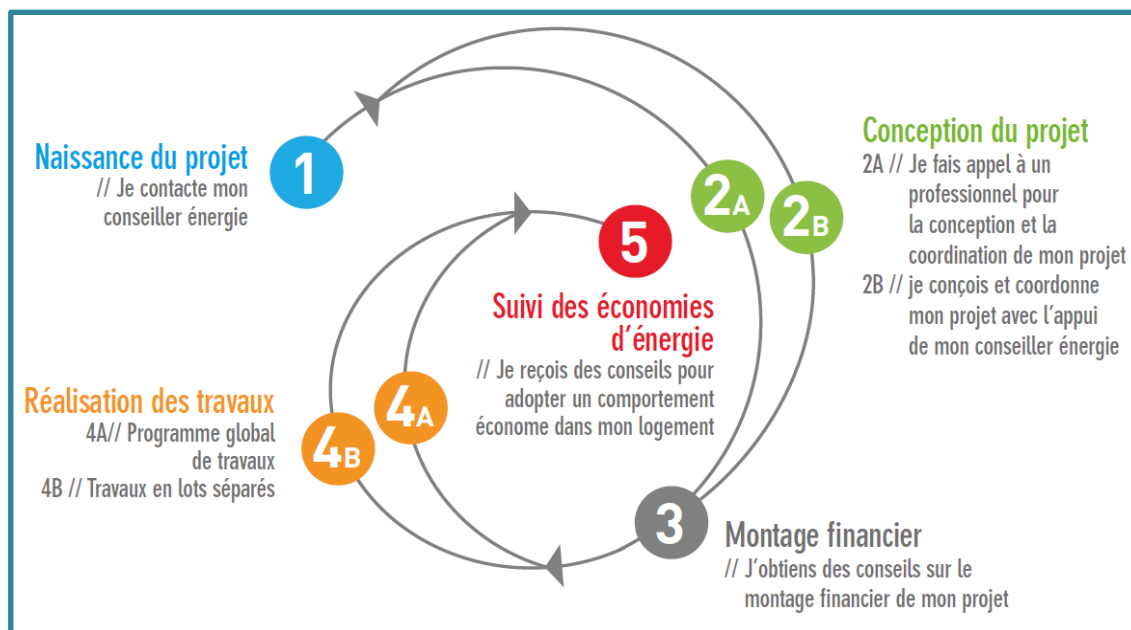 1
Naissance du projet
// Je contacte mon
conseiller énergie
2A
2B
Conception du projet
2A // Je fais appel à un
professionnel pour
la conception et la
coordination de mon projet
2B // je conçois et coordonne
mon projet avec l'appui
de mon conseiller énergie
3
Montage financier
// J'obtiens des conseils sur le
montage financier de mon projet
4A
4B
Réalisation des travaux
4A// Programme global
de travaux
4B // Travaux en lots séparés
5
Suivi des économies
d'énergie
// Je reçois des conseils pour
adopter un comportement
économe dans mon logement